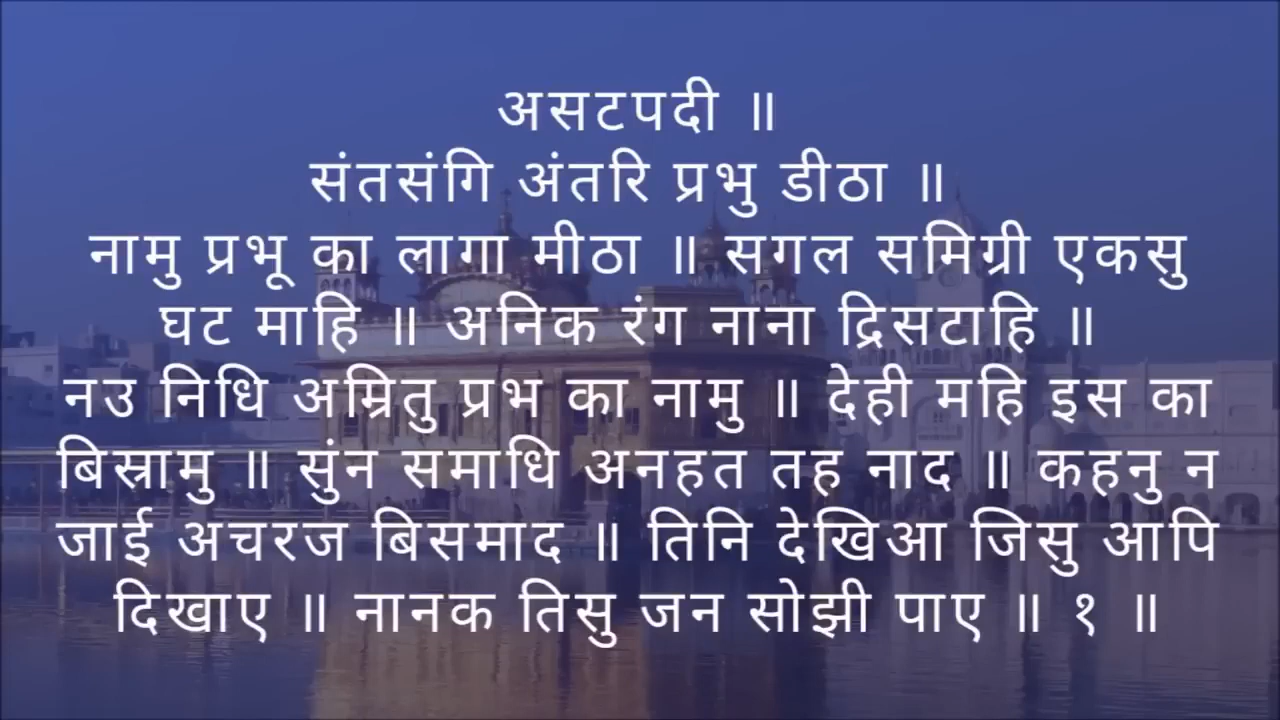 असटपदी ॥
संतसंगि अंतरि प्रभु डीठा ॥
नामु प्रभू का लागा मीठा ॥ सगल समिग्री एकसु
घट माहि ॥ अनिक रंग नाना द्रिसटाहि ॥
नउ निधि अम्रितु प्रभ का नामु ॥ देही महि इस का
बिस्रामु ॥ सुंन समाधि अनहत तह नाद ॥ कहनु न
जाई अचरज बिसमाद ॥ तिनि देखिआ जिसु आपि
दिखाए ॥ नानक तिसु जन सोझी पाए ॥ १ ॥